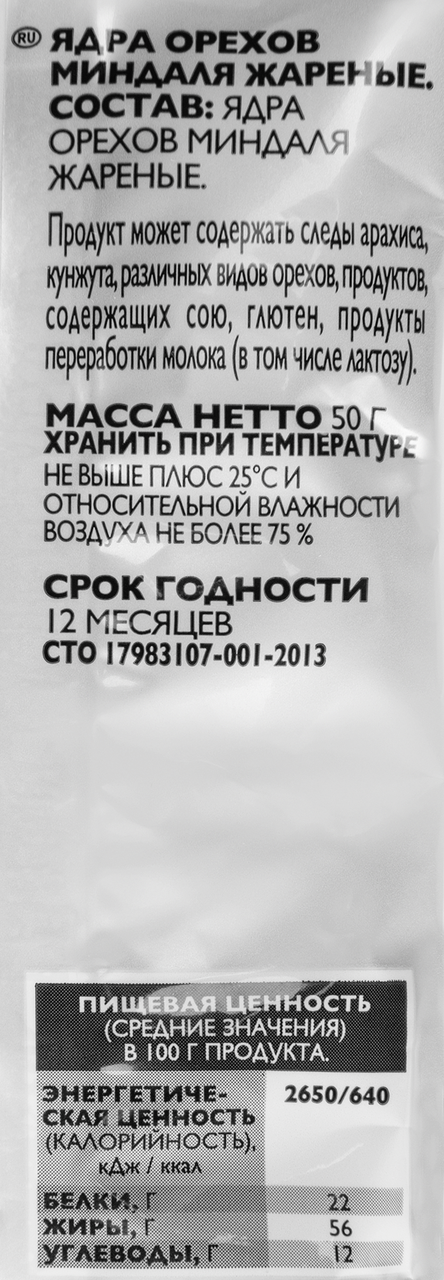 RU ЯДРА ОРЕХОВ
МИНДАЛЯ ЖАРЕНЫЕ.
СОСТАВ: ЯДРА
ОРЕХОВ МИНДАЛЯ
ЖАРЕНЫЕ.
Продукт может содержать следы арахиса,
кунжута, различных видов орехов, продуктов,
содержащих сою, глютен, продукты
переработки молока (в том числе лактозу).
МАССА НЕТТО 50 Г
ХРАНИТЬ ПРИ ТЕМПЕРАТУРЕ
НЕ ВЫШЕ ПЛЮС 25°С И
ОТНОСИТЕЛЬНОЙ ВЛАЖНОСТИ
ВОЗДУХА НЕ БОЛЕЕ 75 %
СРОК ГОДНОСТИ
12 МЕСЯЦЕВ
СТО 17983107-001-2013
ПИЩЕВАЯ ЦЕННОСТЬ
(СРЕДНИЕ ЗНАЧЕНИЯ)
В 100 Г ПРОДУКТА.
ЭНЕРГЕТИЧЕ- 2650/640
СКАЯ ЦЕННОСТЬ
(КАЛОРИЙНОСТЬ),
кДж / ккал
БЕЛКИ, Г 22
ЖИРЫ, Г 56
УГЛЕВОДЫ, Г 12